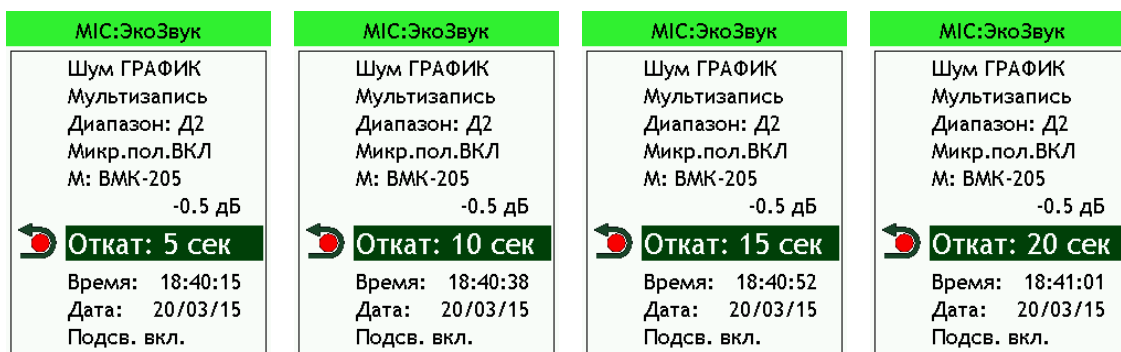 MIC:ЭкоЗвук
Шум ГРАФИК
Мультизапись
Диапазон: Д2
Микр.пол.ВКЛ
М: ВМК-205
-0.5 дБ
Откат: 5 сек
Время: 18:40:15
Дата: 20/03/15
Подсв. вкл.
MIC:ЭкоЗвук
Шум ГРАФИК
Мультизапись
Диапазон: Д2
Микр.пол.ВКЛ
М: ВМК-205
-0.5 дБ
Откат: 10 сек
Время: 18:40:38
Дата: 20/03/15
Подсв. вкл.
MIC:ЭкоЗвук
Шум ГРАФИК
Мультизапись
Диапазон: Д2
Микр.пол.ВКЛ
М: ВМК-205
-0.5 дБ
Откат: 15 сек
Время: 18:40:52
Дата: 20/03/15
Подсв. вкл.
MIC:ЭкоЗвук
Шум ГРАФИК
Мультизапись
Диапазон: Д2
Микр.пол.ВКЛ
М: ВМК-205
-0.5 дБ
Откат: 20 сек
Время: 18:41:01
Дата: 20/03/15
Подсв. вкл.